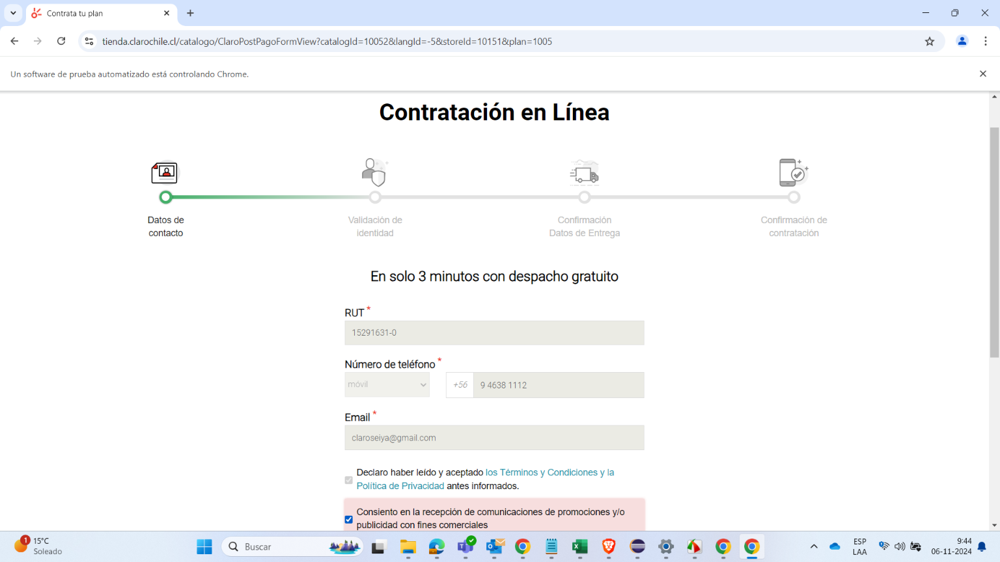 Contrata tu plan
tienda.clarochile.cl/catalogo/ClaroPostPagoFormView?catalogId=10052&langId=-5&storeId=10151&plan=1005
Un software de prueba automatizado está controlando Chrome.
Contratación en Línea
Datos de
contacto
Validación de
identidad
Confirmación
Datos de Entrega
Confirmación de
contratación
En solo 3 minutos con despacho gratuito
RUT *
15291631-0
Número de teléfono *
móvil
+56
9 4638 1112
Email *
claroseiya@gmail.com
Declaro haber leído y aceptado los Términos y Condiciones y la
Política de Privacidad antes informados.
Consiento en la recepción de comunicaciones de promociones y/o
publicidad con fines comerciales
1
15°C
Soleado
Buscar
ESP
LAA
9:44
06-11-2024